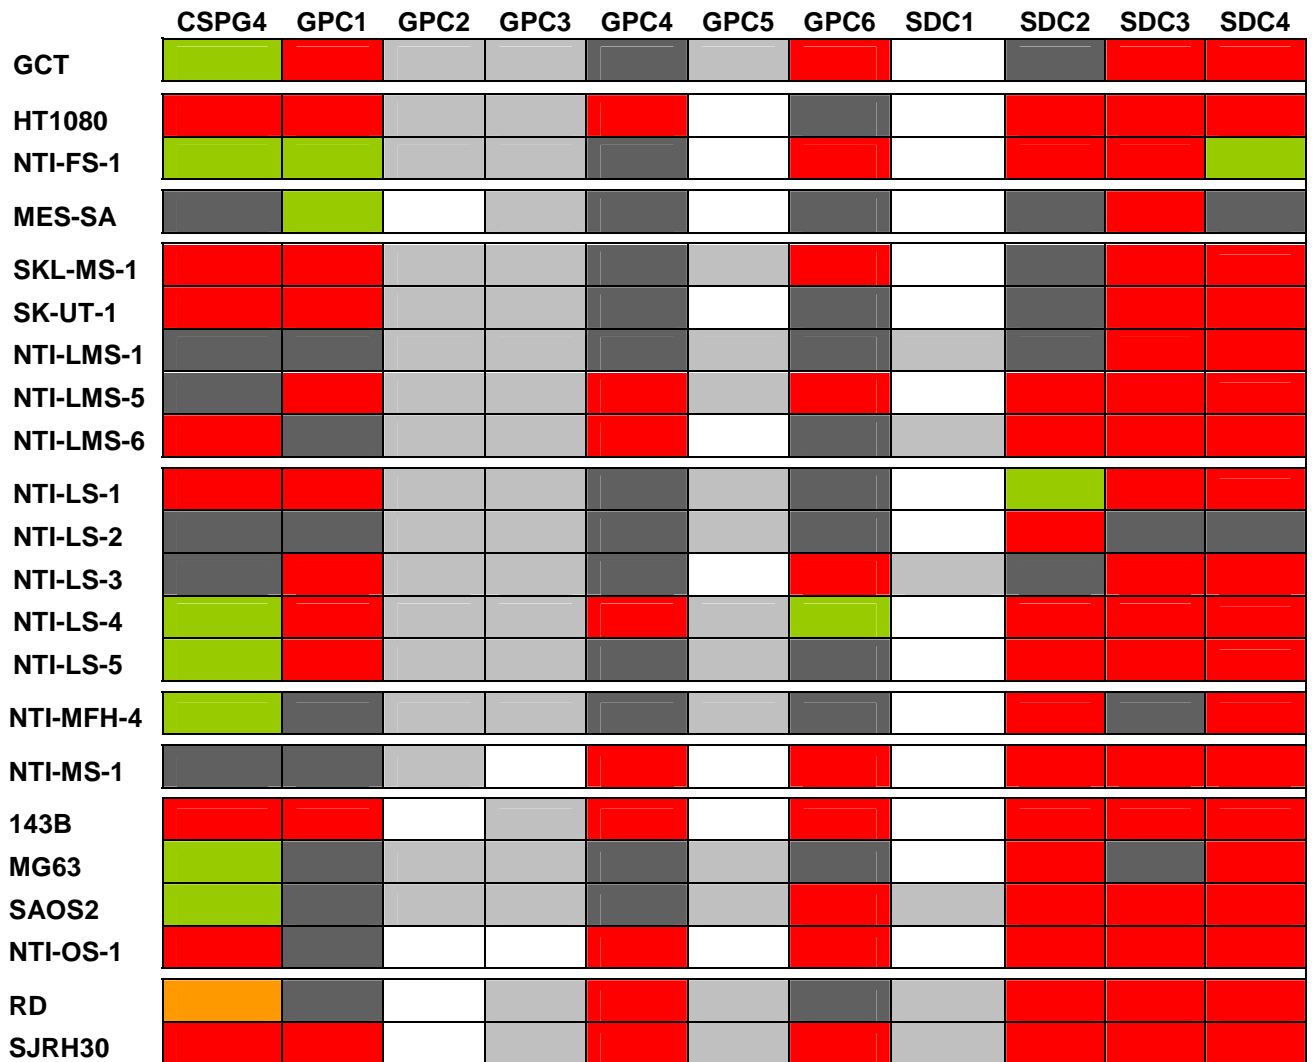 CSPG4 GPC1 GPC2 GPC3 GPC4 GPC5 GPC6 SDC1 SDC2 SDC3 SDC4
GCT
HT1080
NTI-FS-1
MES-SA
SKL-MS-1
SK-UT-1
NTI-LMS-1
NTI-LMS-5
NTI-LMS-6
NTI-LS-1
NTI-LS-2
NTI-LS-3
NTI-LS-4
NTI-LS-5
NTI-MFH-4
NTI-MS-1
143B
MG63
SAOS2
NTI-OS-1
RD
SJRH30